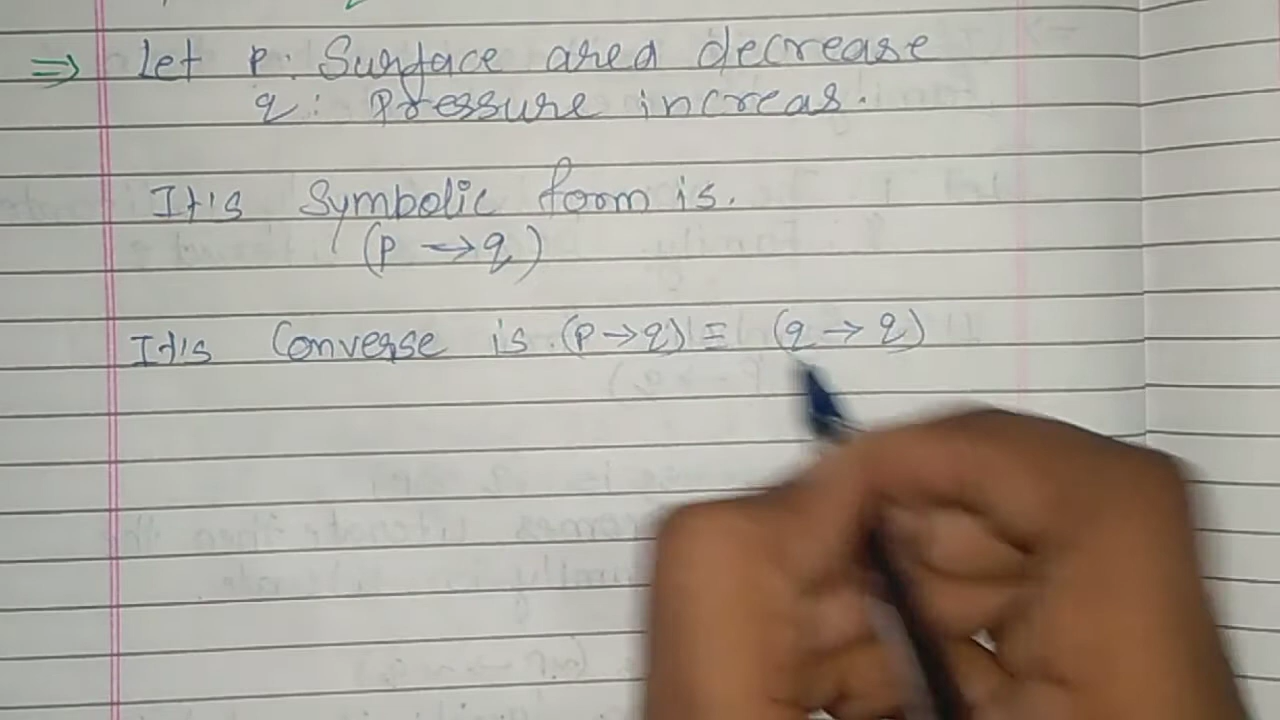 ⇒ Let p: Surface area decrease
q: Pressure increas.
It's Symbolic form is.
(p → q)
It's Converse is. (p → q) ≡ (q → q)